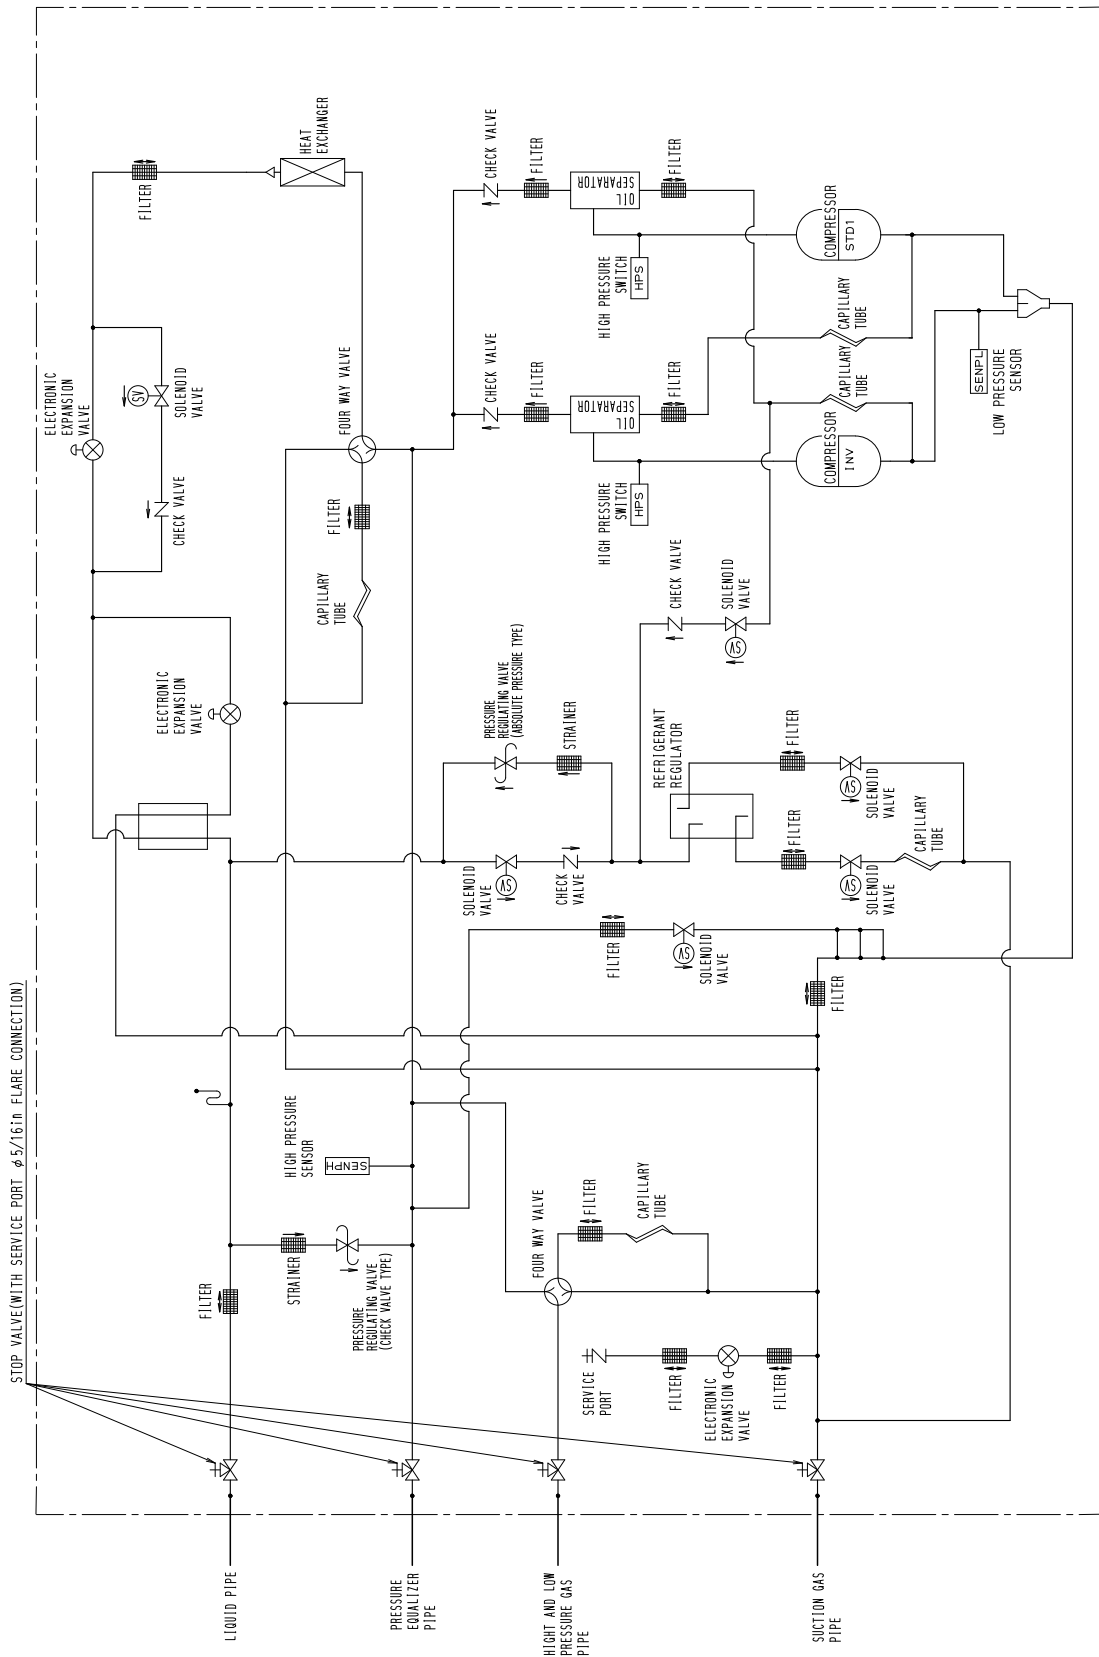 STOP VALVE(WITH SERVICE PORT φ5/16in FLARE CONNECTION)
LIQUID PIPE
PRESSURE
EQUALIZER
PIPE
HIGHT AND LOW
PRESSURE GAS
PIPE
SUCTION GAS
PIPE
FILTER
STRAINER
PRESSURE
REGULATING VALVE
(CHECK VALVE TYPE)
HIGH PRESSURE
SENSOR
SENPH
FOUR WAY VALVE
FILTER
CAPILLARY
TUBE
SERVICE
PORT
FILTER
ELECTRONIC
EXPANSION
VALVE
FILTER
FILTER
FILTER
SV
SOLENOID
VALVE
ELECTRONIC
EXPANSION
VALVE
SOLENOID
VALVE
SV
CHECK
VALVE
PRESSURE
REGULATING VALVE
(ABSOLUTE PRESSURE TYPE)
STRAINER
REFRIGERANT
REGULATOR
FILTER
SV
SOLENOID
VALVE
FILTER
SV
SOLENOID
VALVE
CAPILLARY
TUBE
CHECK VALVE
SOLENOID
VALVE
SV
ELECTRONIC
EXPANSION
VALVE
SV
SOLENOID
VALVE
CHECK VALVE
FILTER
HEAT
EXCHANGER
FOUR WAY VALVE
FILTER
CAPILLARY
TUBE
CHECK VALVE
FILTER
OIL
SEPARATOR
FILTER
HIGH PRESSURE
SWITCH
HPS
COMPRESSOR
STD1
CHECK VALVE
FILTER
OIL
SEPARATOR
FILTER
HIGH PRESSURE
SWITCH
HPS
COMPRESSOR
INV
CAPILLARY
TUBE
CAPILLARY
TUBE
SENPL
LOW PRESSURE
SENSOR